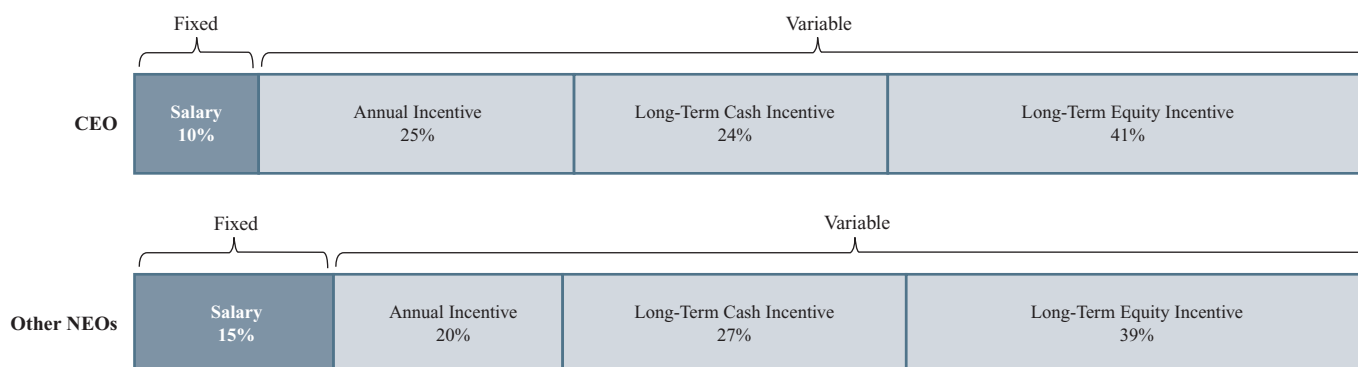 Fixed
Variable
CEO
Salary
10%
Annual Incentive
25%
Long-Term Cash Incentive
24%
Long-Term Equity Incentive
41%
Fixed
Variable
Other NEOs
Salary
15%
Annual Incentive
20%
Long-Term Cash Incentive
27%
Long-Term Equity Incentive
39%